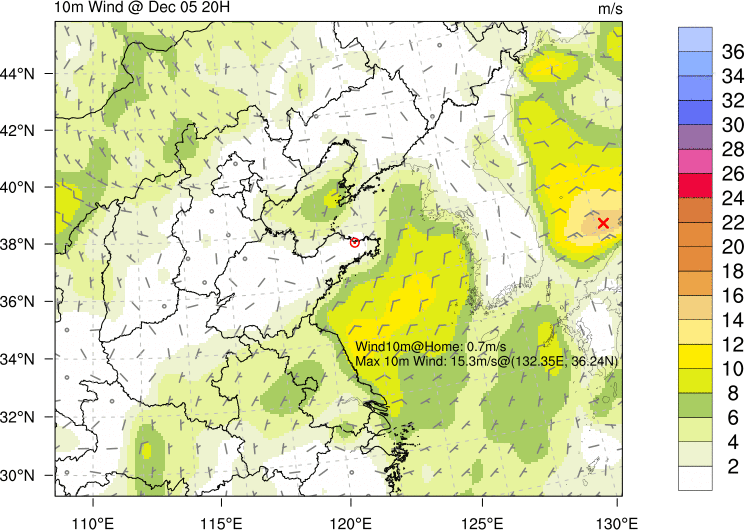 10m Wind @ Dec 05 20H
m/s
44°N
42°N
40°N
38°N
36°N
34°N
32°N
30°N
Wind10m@Home: 0.7m/s
Max 10m Wind: 15.3m/s@(132.35E, 36.24N)
110°E
115°E
120°E
125°E
130°E
36
34
32
30
28
26
24
22
20
18
16
14
12
10
8
6
4
2